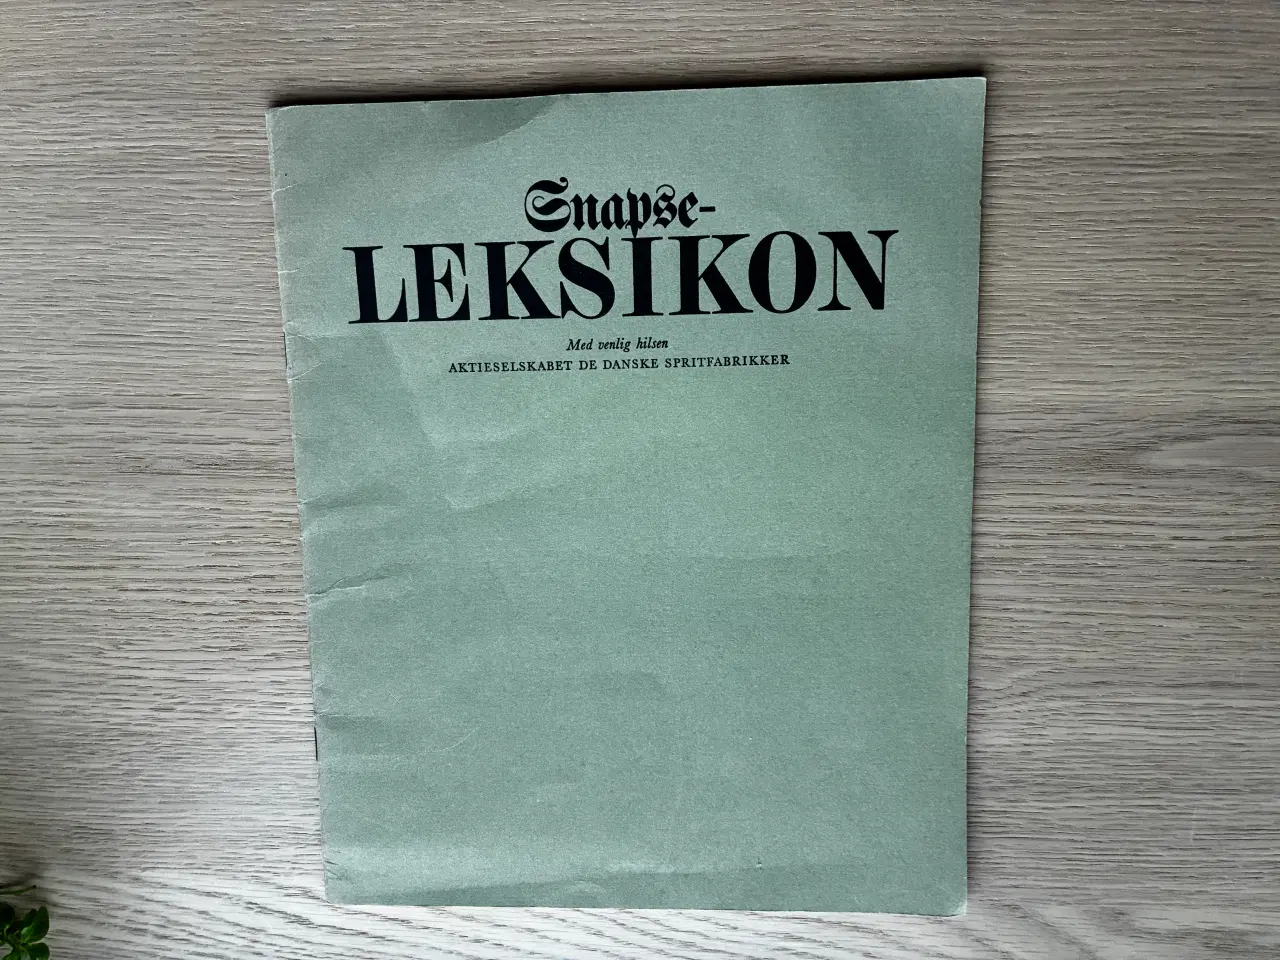 Snapse-
LEKSIKON
Med venlig hilsen
AKTIESELSKABET DE DANSKE SPRITFABRIKKER